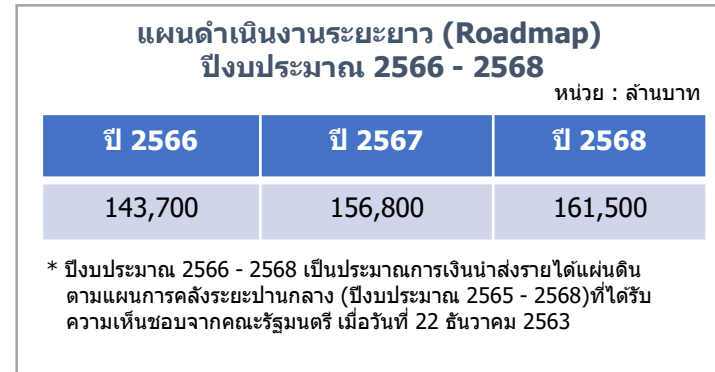 แผนดำเนินงานระยะยาว (Roadmap)
ปีงบประมาณ 2566 - 2568
หน่วย : ล้านบาท
ปี 2566 ปี 2567 ปี 2568
143,700 156,800 161,500
* ปีงบประมาณ 2566 - 2568 เป็นประมาณการเงินนำส่งรายได้แผ่นดิน
ตามแผนการคลังระยะปานกลาง (ปีงบประมาณ 2565 - 2568)ที่ได้รับ
ความเห็นชอบจากคณะรัฐมนตรี เมื่อวันที่ 22 ธันวาคม 2563